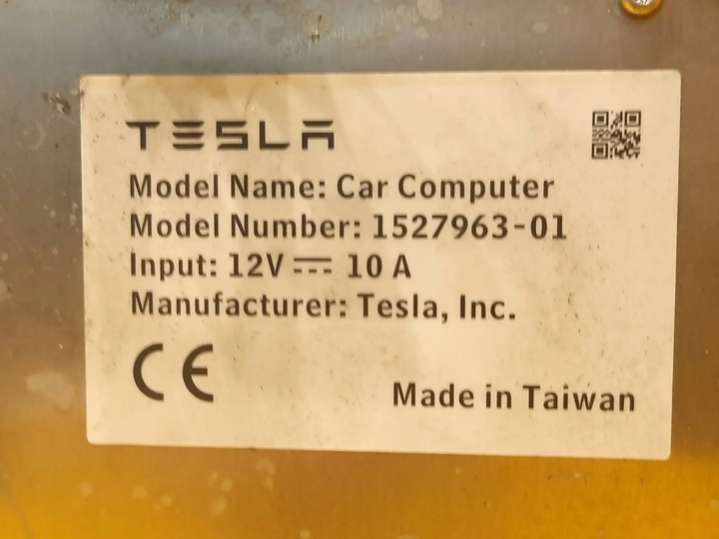 TESLA
Model Name: Car Computer
Model Number: 1527963-01
Input: 12V ⎓ 10 A
Manufacturer: Tesla, Inc.
CE
Made in Taiwan